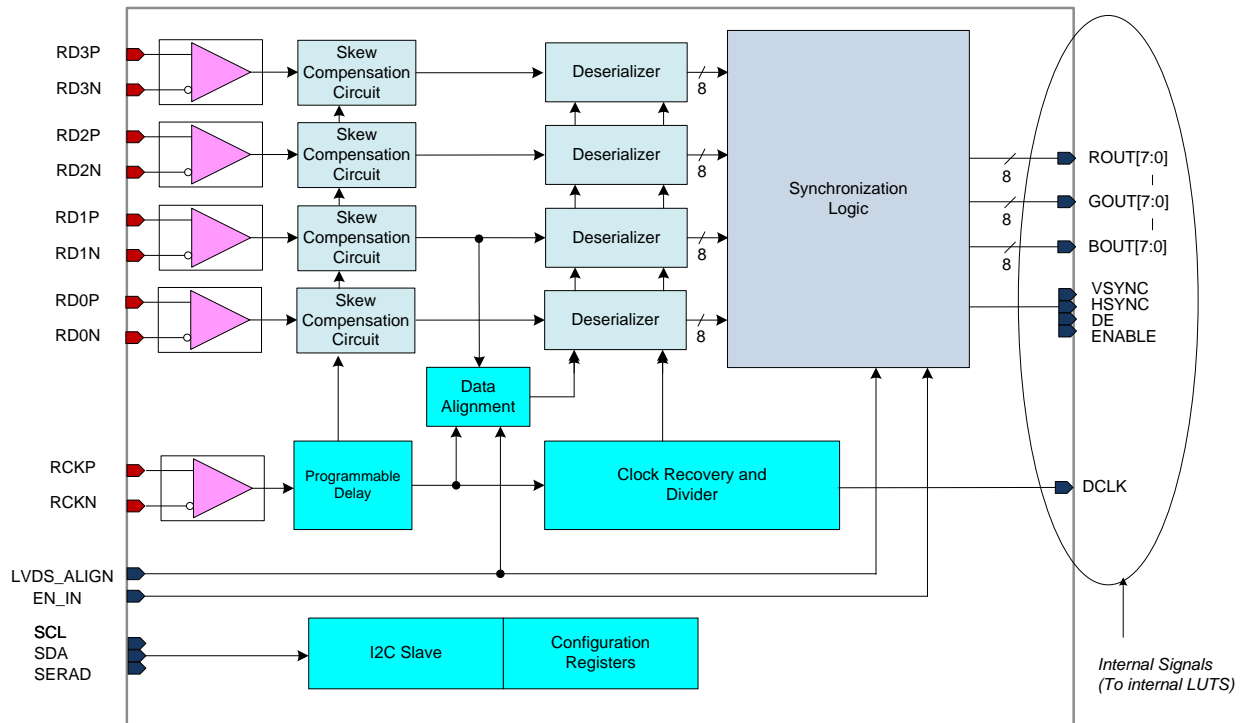 RD3P
RD3N
Skew
Compensation
Circuit
Deserializer
8
RD2P
RD2N
Skew
Compensation
Circuit
Deserializer
8
RD1P
RD1N
Skew
Compensation
Circuit
Deserializer
8
RD0P
RD0N
Skew
Compensation
Circuit
Deserializer
8
Synchronization
Logic
8
ROUT[7:0]
8
GOUT[7:0]
8
BOUT[7:0]
VSYNC
HSYNC
DE
ENABLE
Data
Alignment
RCKP
RCKN
Programmable
Delay
Clock Recovery and
Divider
DCLK
LVDS_ALIGN
EN_IN
SCL
SDA
SERAD
I2C Slave
Configuration
Registers
Internal Signals
(To internal LUTS)